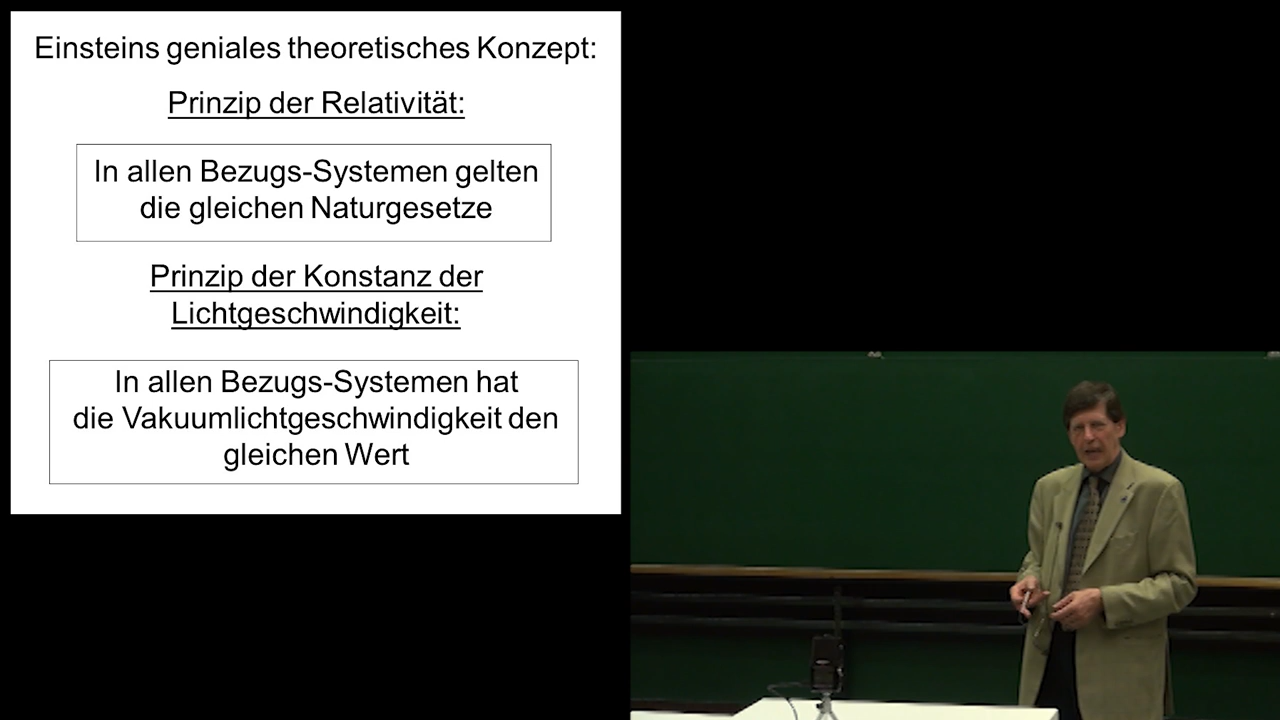 Einsteins geniales theoretisches Konzept:
Prinzip der Relativität:
In allen Bezugs-Systemen gelten
die gleichen Naturgesetze
Prinzip der Konstanz der
Lichtgeschwindigkeit:
In allen Bezugs-Systemen hat
die Vakuumlichtgeschwindigkeit den
gleichen Wert